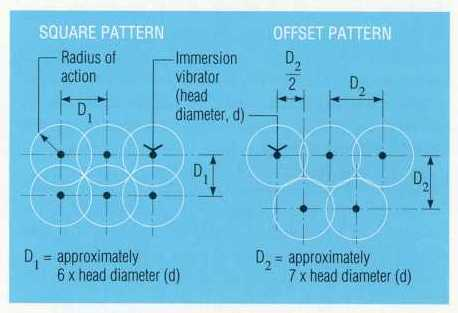 SQUARE PATTERN
Radius of
action
D1
Immersion
vibrator
(head
diameter, d)
D1
D1 = approximately
6 x head diameter (d)
OFFSET PATTERN
D2
2
D2
D2
D2 = approximately
7 x head diameter (d)